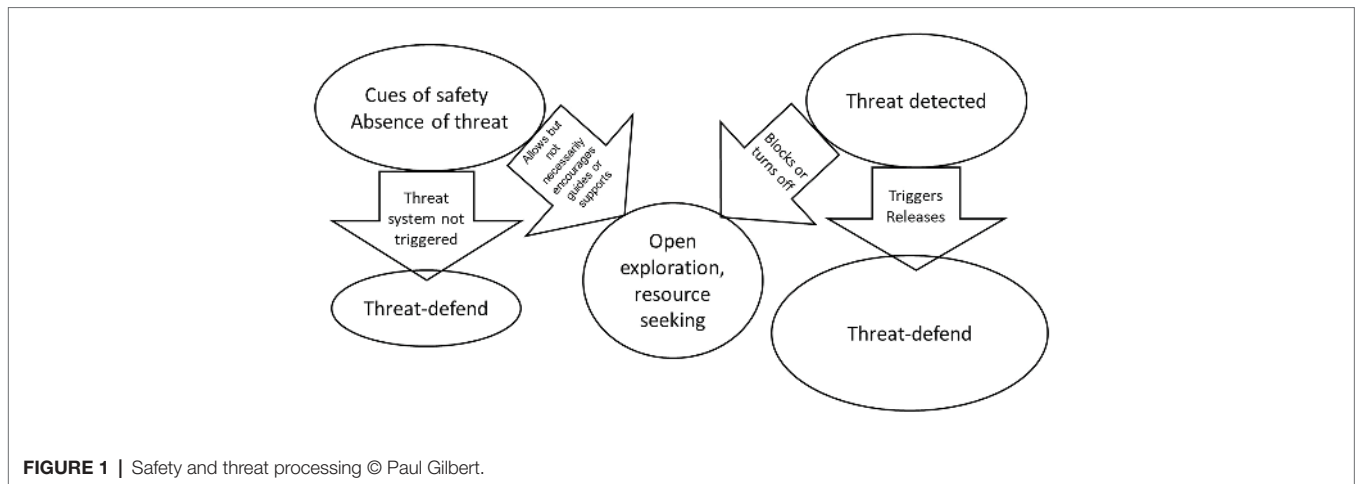 Cues of safety
Absence of threat
Allows but
not
necessarily
encourages
guides or
supports
Threat
system not
triggered
Threat-defend
Open
exploration,
resource
seeking
Threat detected
Blocks or
turns off
Triggers
Releases
Threat-defend
FIGURE 1 | Safety and threat processing © Paul Gilbert.